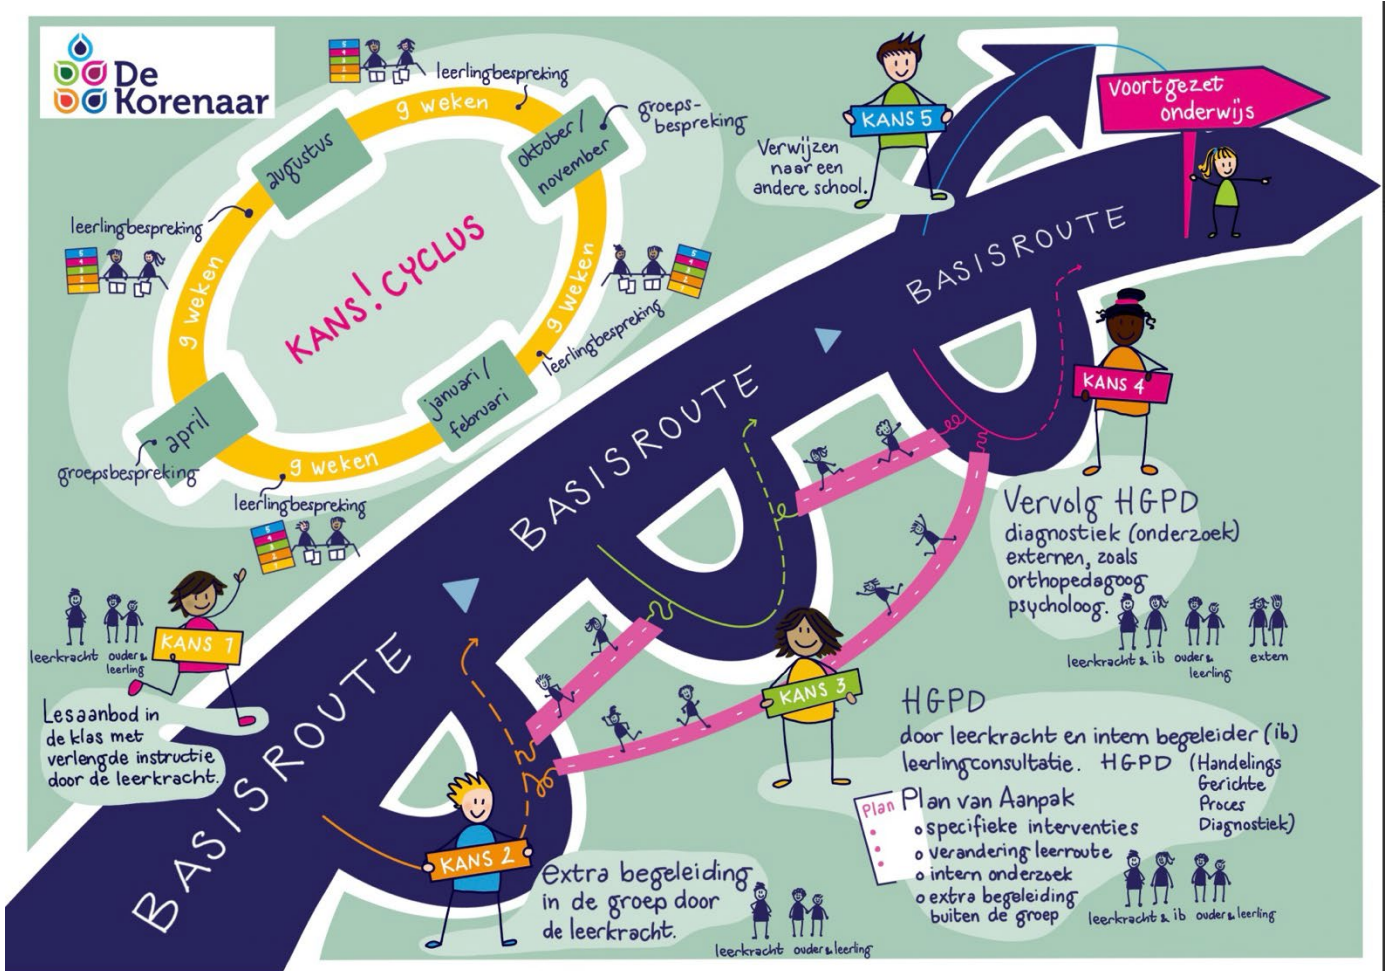 De
Korenaar
leerlingbespreking
9 weken
augustus
oktober/
november
groeps-
bespreking
leerlingbespreking
KANS! CYCLUS
9 weken
9 weken
leerlingbespreking
januari/
februari
april
groepsbespreking
9 weken
leerlingbespreking
KANS 5
Verwijzen
naar een
andere school.
Voortgezet
onderwijs
BASISROUTE
BASISROUTE
BASISROUTE
BASISROUTE
KANS 4
Vervolg HGPD
diagnostiek (onderzoek)
externen, zoals
orthopedagoog
psycholoog.
leerkracht & ib
ouder &
leerling
extern
KANS 1
leerkracht
ouder &
leerling
Lesaanbod in
de klas met
verlengde instructie
door de leerkracht.
KANS 3
HGPD
door leerkracht en intern begeleider (ib)
leerlingconsultatie. HGPD (Handelings
Gerichte
Proces
Diagnostiek)
Plan
Plan van Aanpak
o specifieke interventies
o verandering leerroute
o intern onderzoek
o extra begeleiding
buiten de groep
leerkracht & ib ouder & leerling
KANS 2
extra begeleiding
in de groep door
de leerkracht.
leerkracht ouder & leerling